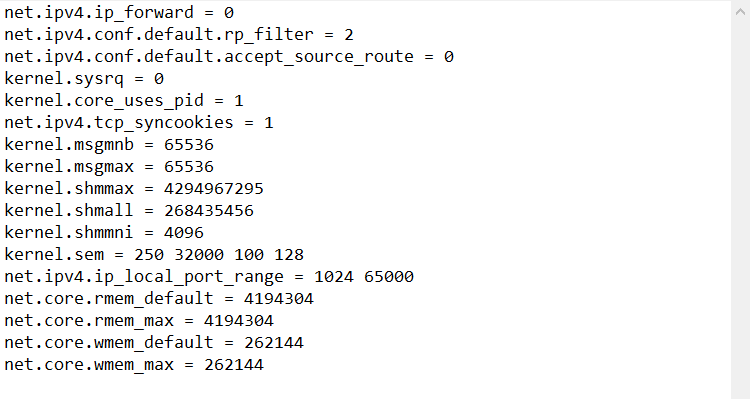 net.ipv4.ip_forward = 0
net.ipv4.conf.default.rp_filter = 2
net.ipv4.conf.default.accept_source_route = 0
kernel.sysrq = 0
kernel.core_uses_pid = 1
net.ipv4.tcp_syncookies = 1
kernel.msgmnb = 65536
kernel.msgmax = 65536
kernel.shmmax = 4294967295
kernel.shmall = 268435456
kernel.shmmni = 4096
kernel.sem = 250 32000 100 128
net.ipv4.ip_local_port_range = 1024 65000
net.core.rmem_default = 4194304
net.core.rmem_max = 4194304
net.core.wmem_default = 262144
net.core.wmem_max = 262144